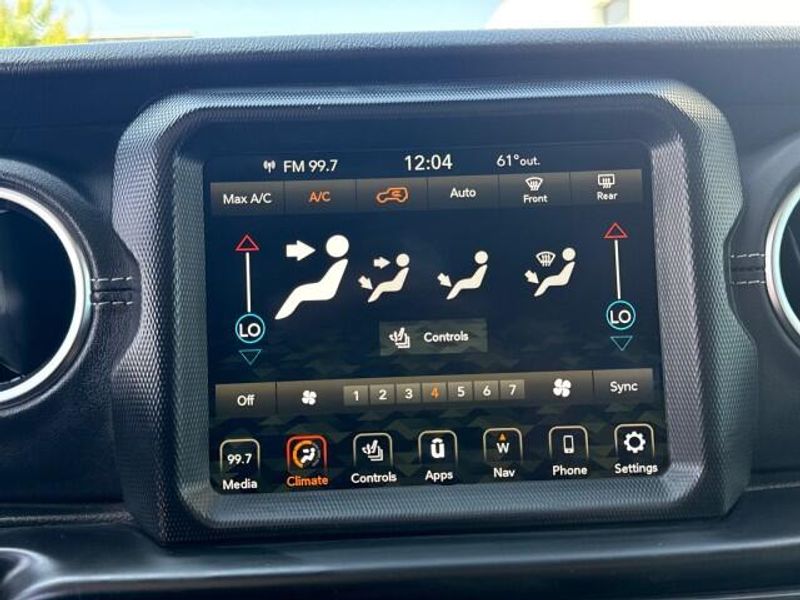 FM 99.7 12:04 61°out.
Max A/C A/C Auto Front Rear
LO LO
Controls
Off 1 2 3 4 5 6 7 Sync
99.7 W
Media Climate Controls Apps Nav Phone Settings